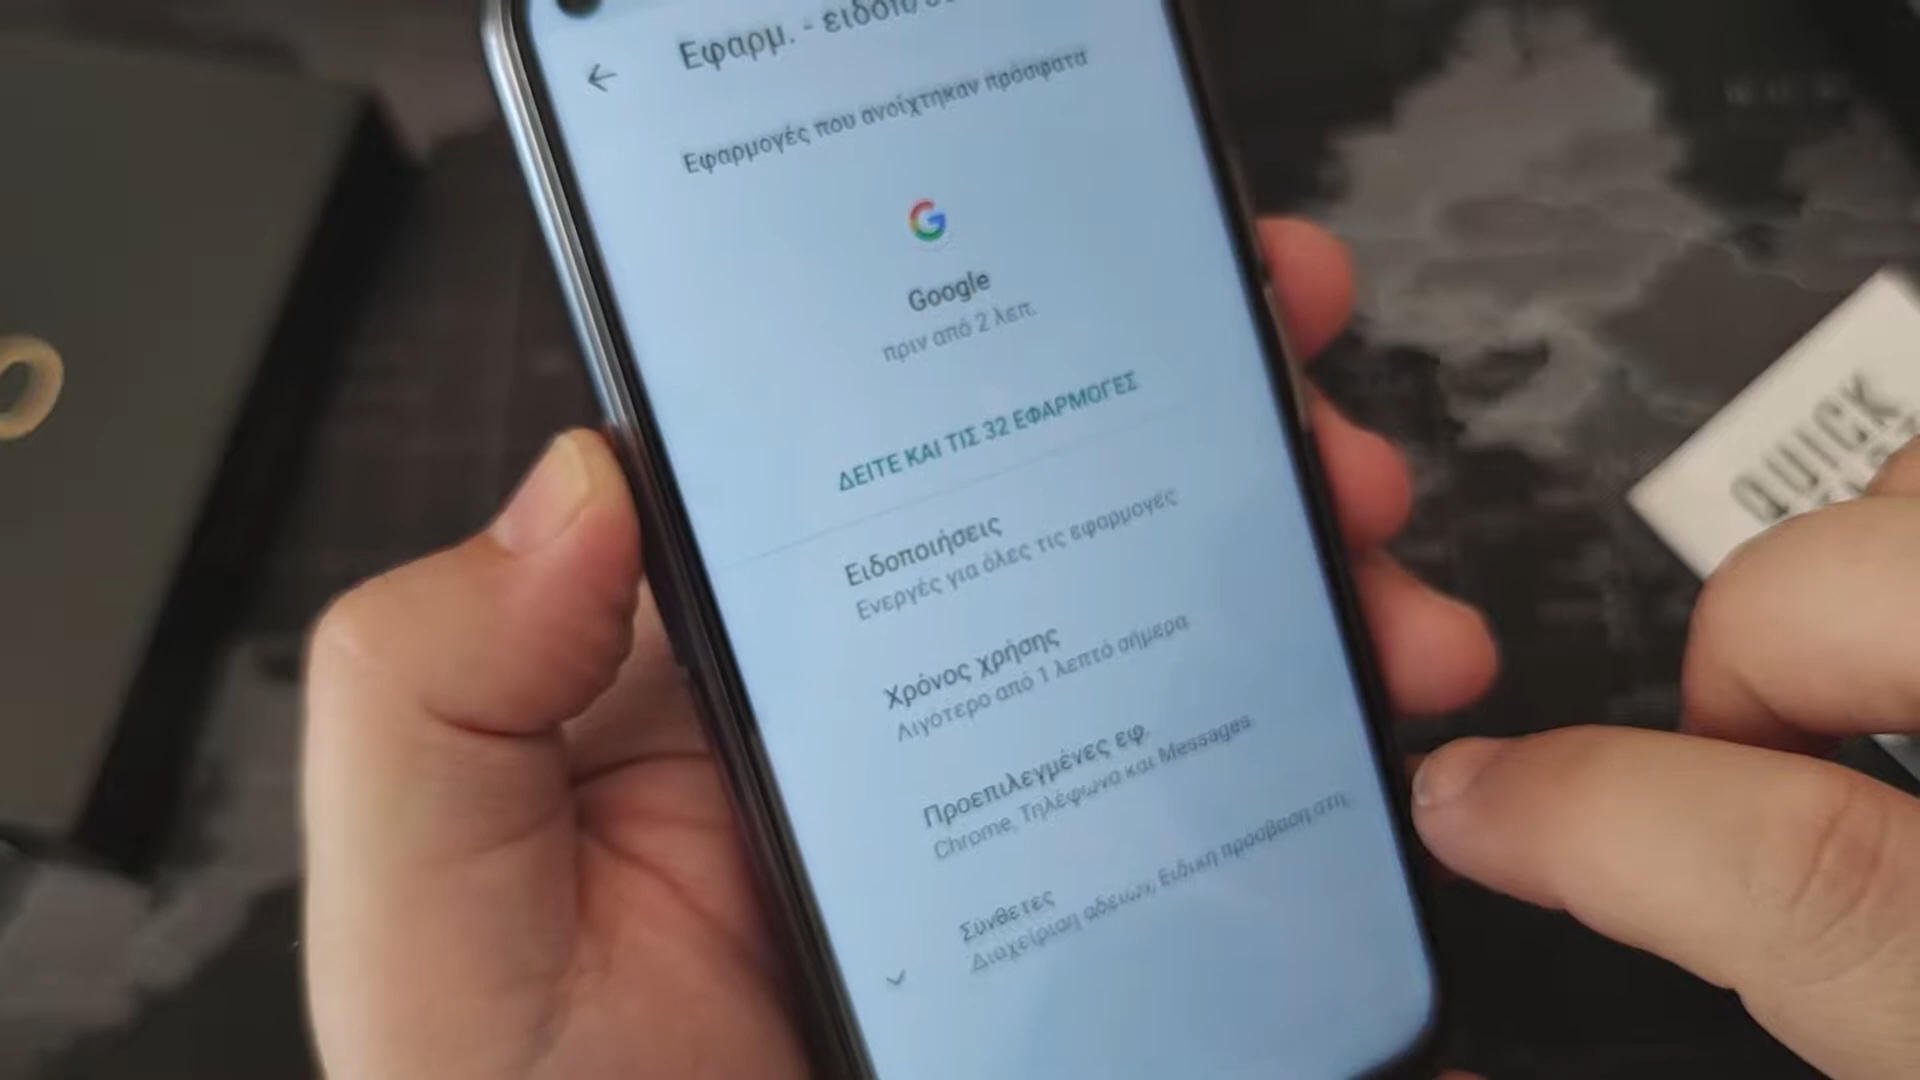 Εφαρμ. -
Εφαρμογές που ανοίχτηκαν πρόσφατα
Google
πριν από 2 λεπ.
ΔΕΙΤΕ ΚΑΙ ΤΙΣ 32 ΕΦΑΡΜΟΓΕΣ
Ειδοποιήσεις
Ενεργές για όλες τις εφαρμογές
Χρόνος χρήσης
Λιγότερο από 1 λεπτό σήμερα
Προεπιλεγμένες εφ.
Chrome, Τηλέφωνο και Messages
Σύνθετες
Διαχείριση αδειών, Ειδική πρόσβαση στη
QUICK